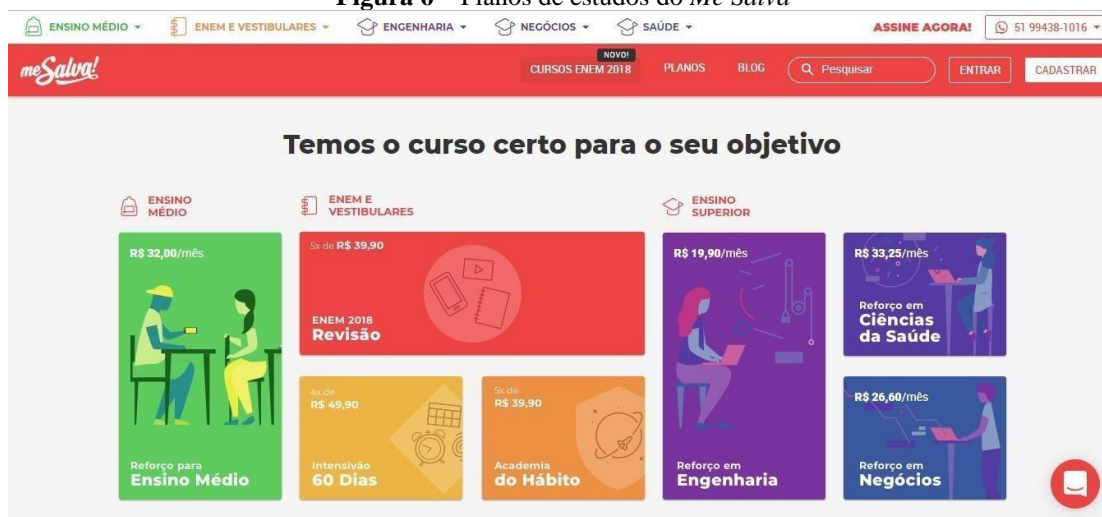 Figura 6 – Planos de estudos do Me Salva
ENSINO MÉDIO
ENEM E VESTIBULARES
ENGENHARIA
NEGÓCIOS
SAÚDE
ASSINE AGORA!
51 99438-1016
meSalva!
NOVO!
CURSOS ENEM 2018
PLANOS
BLOG
Pesquisar
ENTRAR
CADASTRAR
Temos o curso certo para o seu objetivo
ENSINO
MÉDIO
ENEM E
VESTIBULARES
ENSINO
SUPERIOR
R$ 32,00/mês
Reforço para
Ensino Médio
5x de R$ 39,90
ENEM 2018
Revisão
4x de
R$ 49,90
Intensivão
60 Dias
5x de
R$ 39,90
Academia
do Hábito
R$ 19,90/mês
Reforço em
Engenharia
R$ 33,25/mês
Reforço em
Ciências
da Saúde
R$ 26,60/mês
Reforço em
Negócios